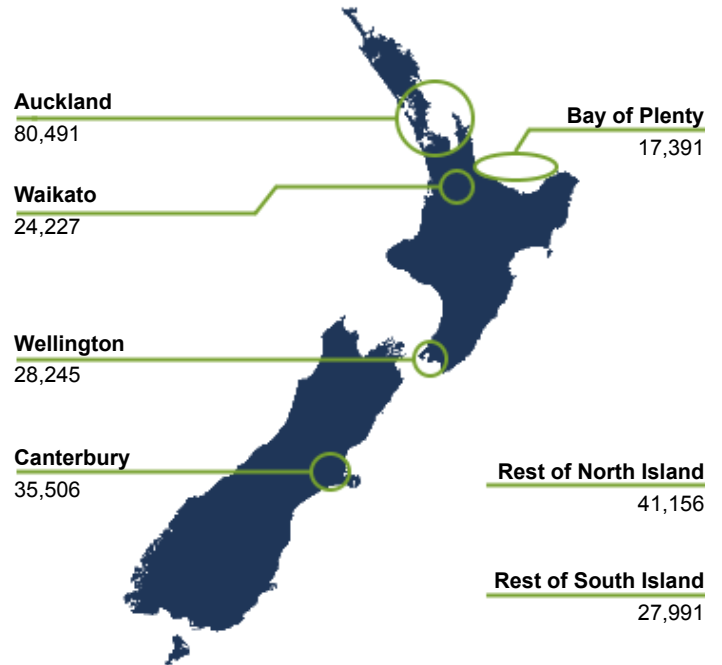 Auckland
80,491
Bay of Plenty
17,391
Waikato
24,227
Wellington
28,245
Canterbury
35,506
Rest of North Island
41,156
Rest of South Island
27,991